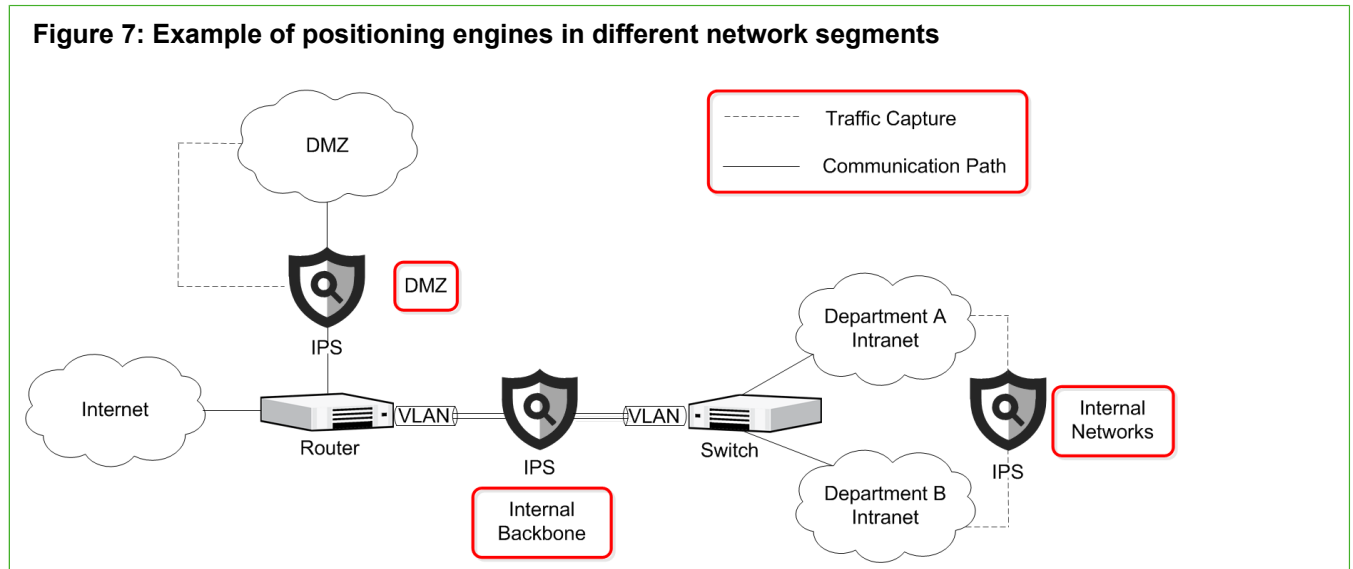 Figure 7: Example of positioning engines in different network segments
Traffic Capture
Communication Path
DMZ
DMZ
IPS
Internet
Router
VLAN
IPS
VLAN
Switch
Internal
Backbone
Department A
Intranet
Internal
Networks
IPS
Department B
Intranet